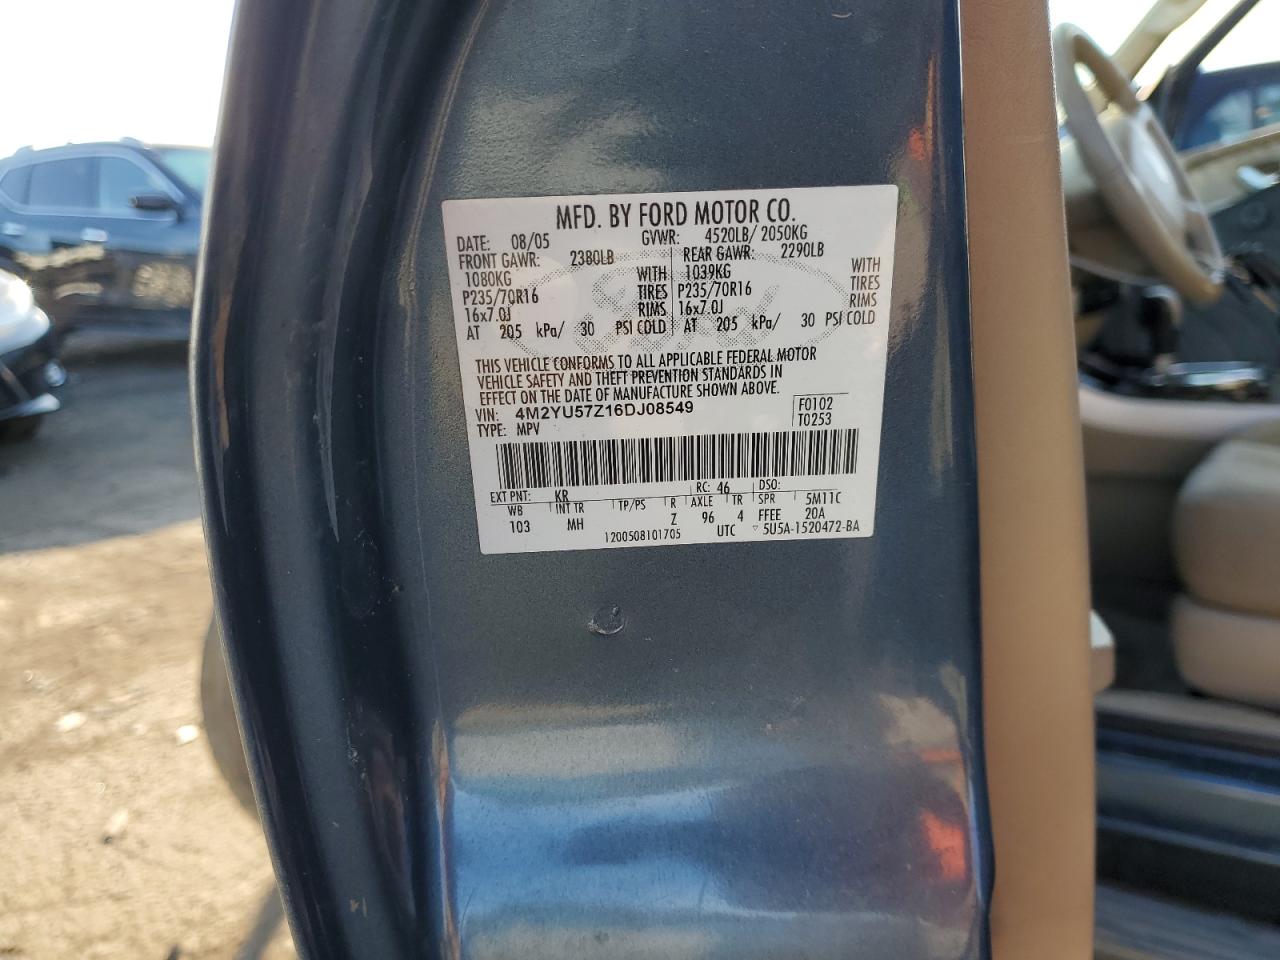 MFD. BY FORD MOTOR CO.
DATE: 08/05 GVWR: 4520LB/ 2050KG
FRONT GAWR: 2380LB REAR GAWR: 2290LB
1080KG WITH 1039KG WITH
P235/70R16 TIRES P235/70R16 TIRES
16x7.0J RIMS 16x7.0J RIMS
AT 205 kPa/ 30 PSI COLD AT 205 kPa/ 30 PSI COLD
THIS VEHICLE CONFORMS TO ALL APPLICABLE FEDERAL MOTOR
VEHICLE SAFETY AND THEFT PREVENTION STANDARDS IN
EFFECT ON THE DATE OF MANUFACTURE SHOWN ABOVE.
VIN: 4M2YU57Z16DJ08549 F0102
TYPE: MPV T0253
EXT PNT: KR RC: 46 DSO:
WB INT TR TP/PS R AXLE TR SPR 5M11C
103 MH Z 96 4 FFEE 20A
1200508101705 UTC 5U5A-1520472-BA